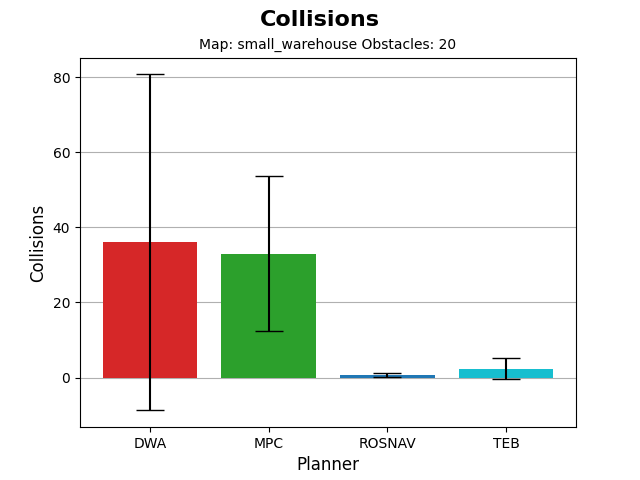 Collisions
Map: small_warehouse Obstacles: 20
80
60
40
20
0
Collisions
DWA MPC ROSNAV TEB
Planner